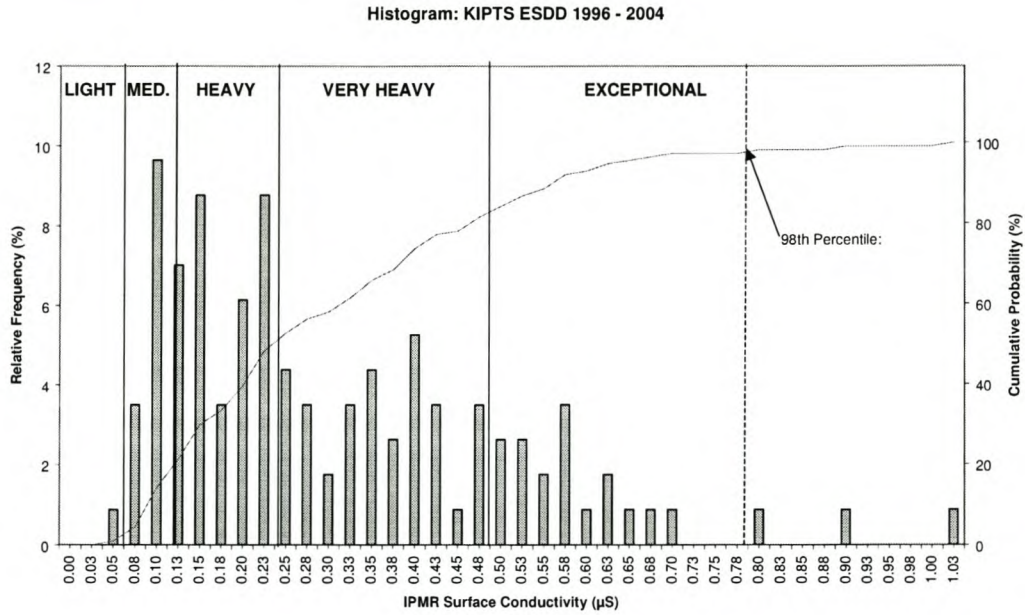 Histogram: KIPTS ESDD 1996 - 2004
LIGHT MED. HEAVY VERY HEAVY EXCEPTIONAL
12
10
8
6
4
2
0
Relative Frequency (%)
100
80
60
40
20
0
Cumulative Probability (%)
98th Percentile:
0.00 0.03 0.05 0.08 0.10 0.13 0.15 0.18 0.20 0.23 0.25 0.28 0.30 0.33 0.35 0.38 0.40 0.43 0.45 0.48 0.50 0.53 0.55 0.58 0.60 0.63 0.65 0.68 0.70 0.73 0.75 0.78 0.80 0.83 0.85 0.88 0.90 0.93 0.95 0.98 1.00 1.03
IPMR Surface Conductivity (µS)